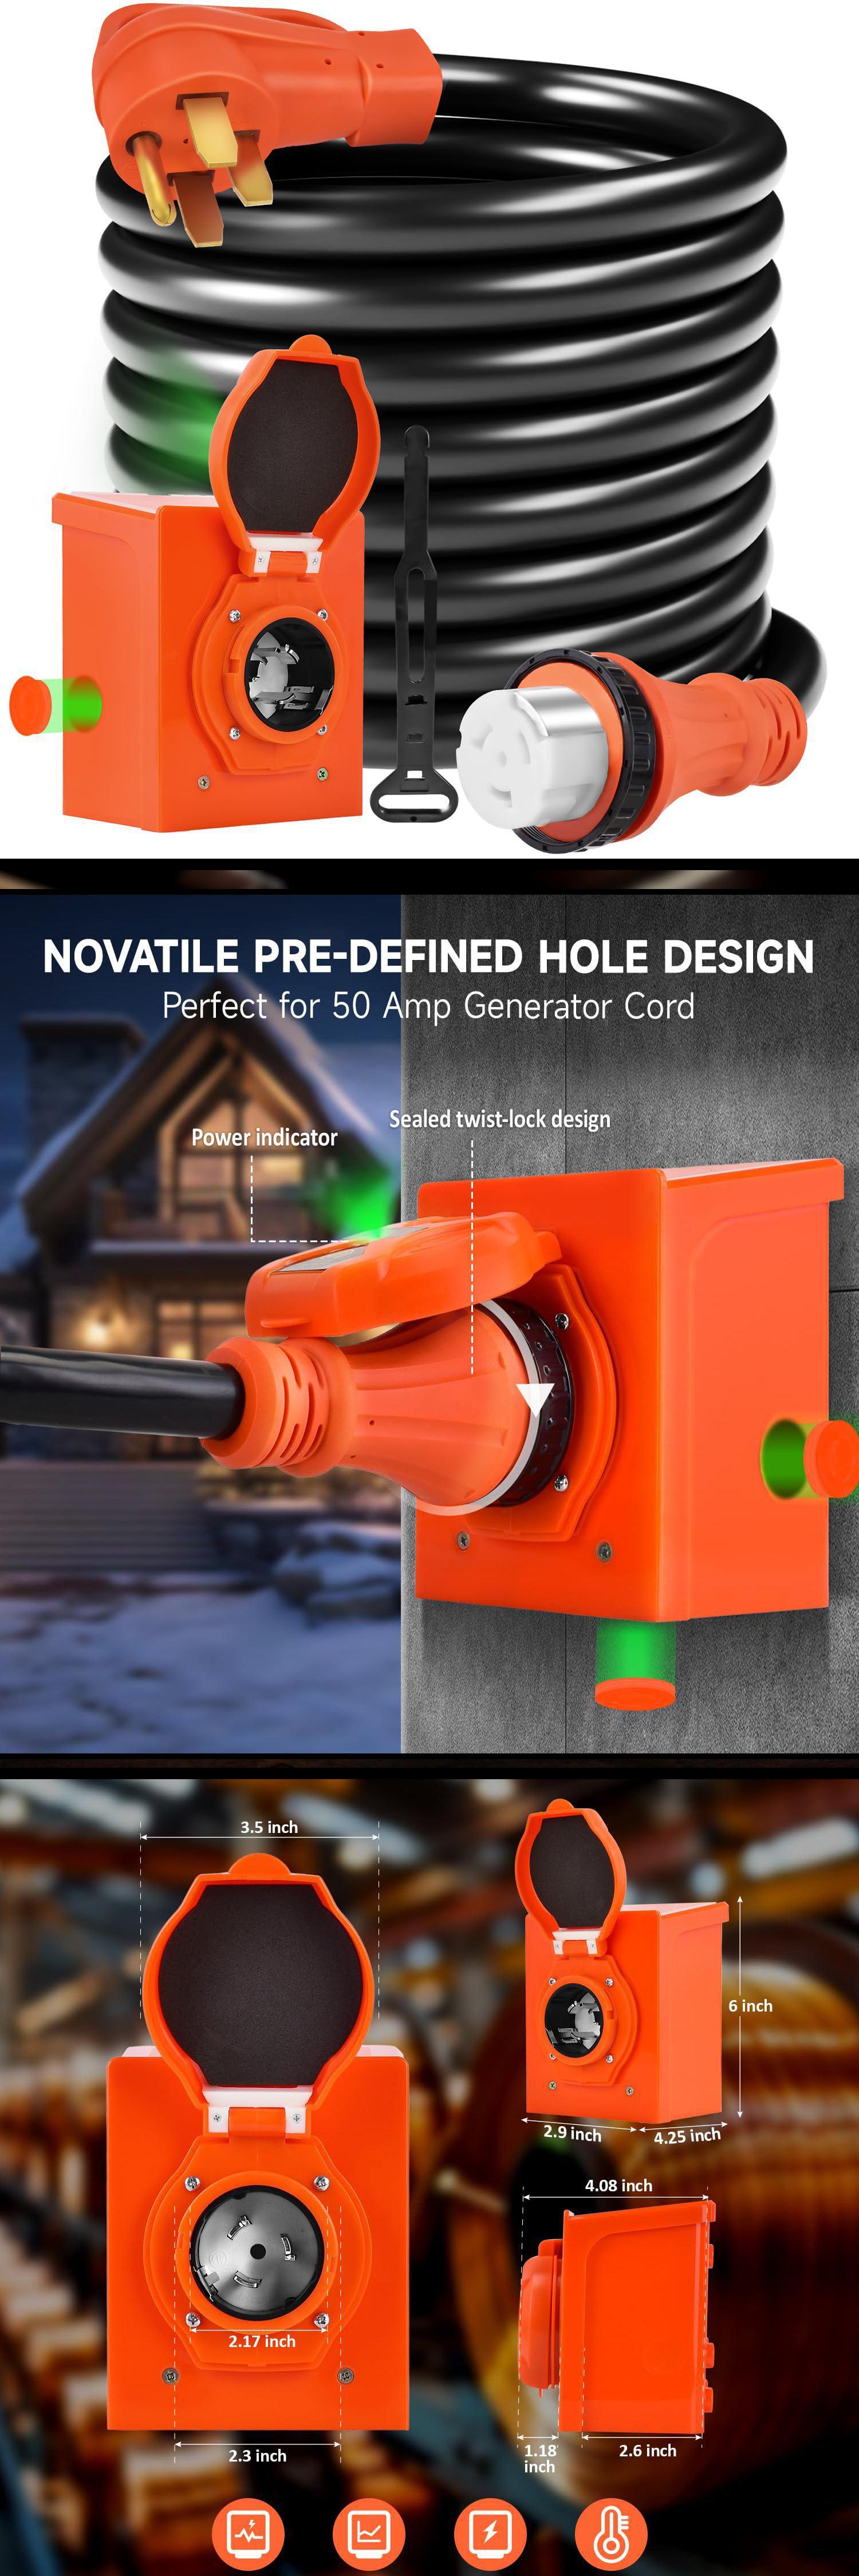 NOVATILE PRE-DEFINED HOLE DESIGN
Perfect for 50 Amp Generator Cord
Sealed twist-lock design
Power indicator
3.5 inch
6 inch
2.9 inch
4.25 inch
4.08 inch
2.17 inch
2.3 inch
1.18 inch
2.6 inch